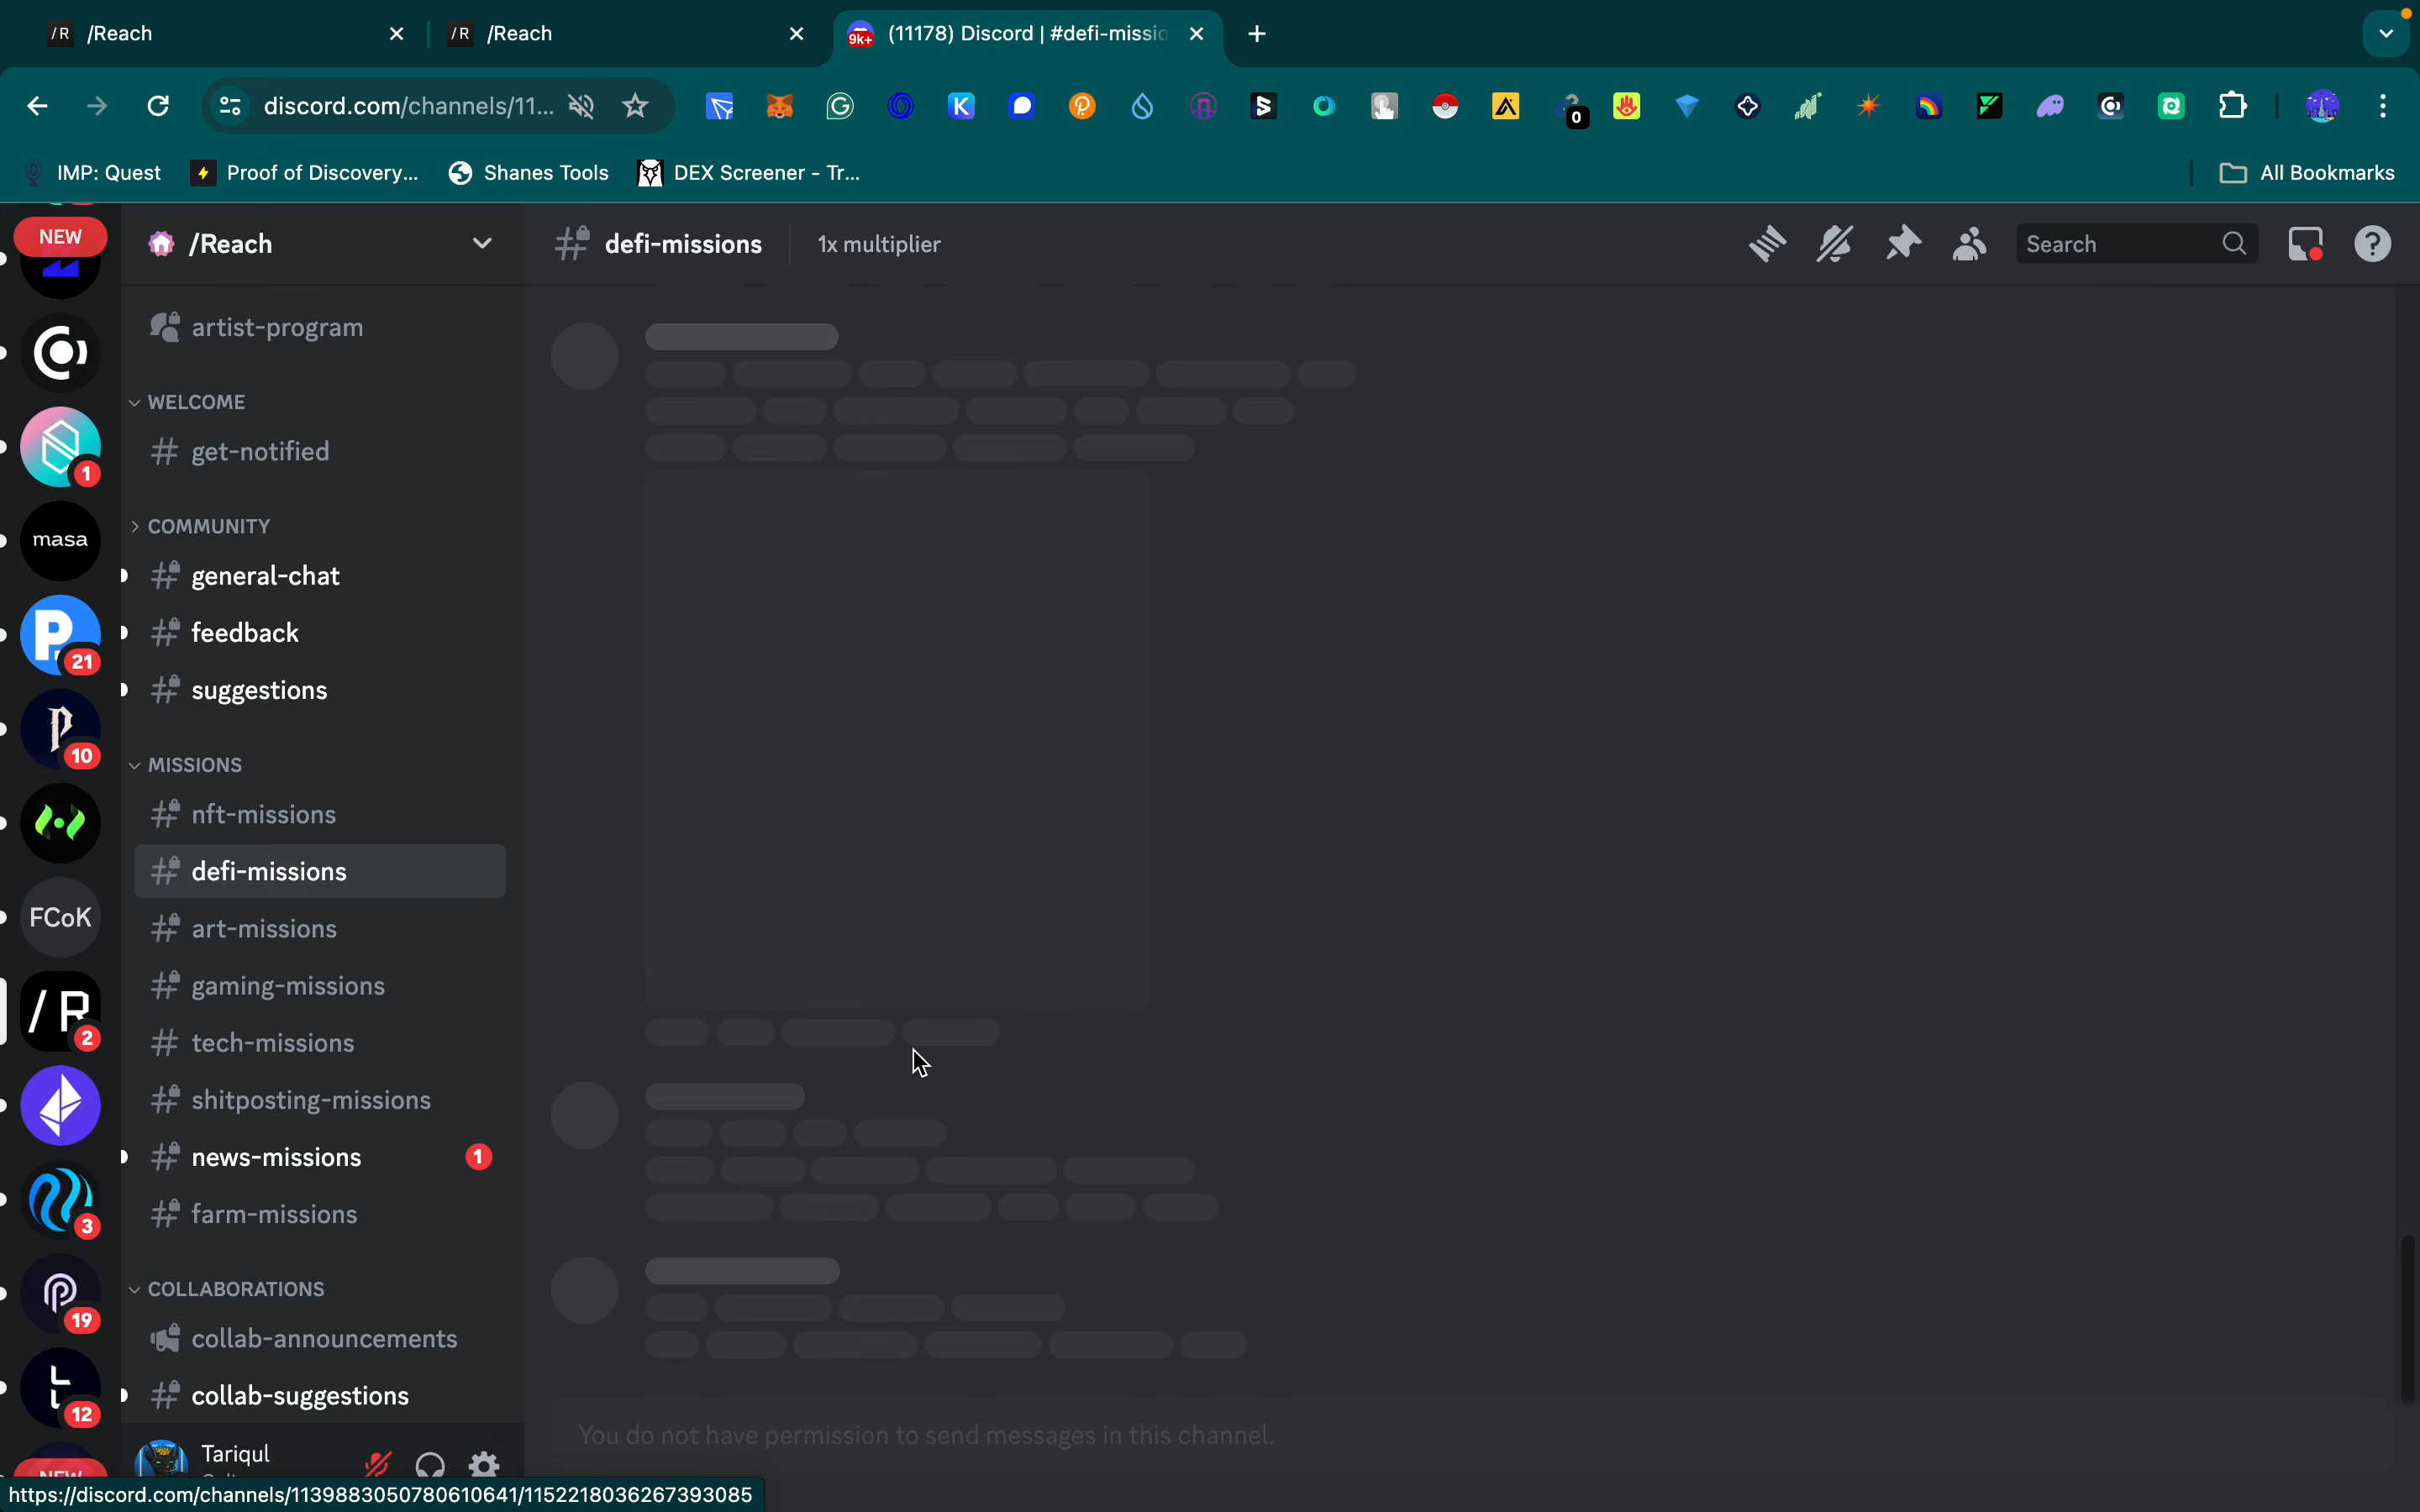 /R /Reach
/R /Reach
9k+ (11178) Discord | #defi-missio
discord.com/channels/11...
0
IMP: Quest
Proof of Discovery...
Shanes Tools
DEX Screener - Tr...
All Bookmarks
NEW
/Reach
defi-missions
1x multiplier
Search
artist-program
WELCOME
get-notified
1
COMMUNITY
masa
general-chat
feedback
21
suggestions
10
MISSIONS
nft-missions
defi-missions
FCoK
art-missions
gaming-missions
/R
2
tech-missions
shitposting-missions
news-missions 1
3
farm-missions
COLLABORATIONS
19
collab-announcements
collab-suggestions
12
You do not have permission to send messages in this channel.
Tariqul
https://discord.com/channels/1139883050780610641/1152218036267393085